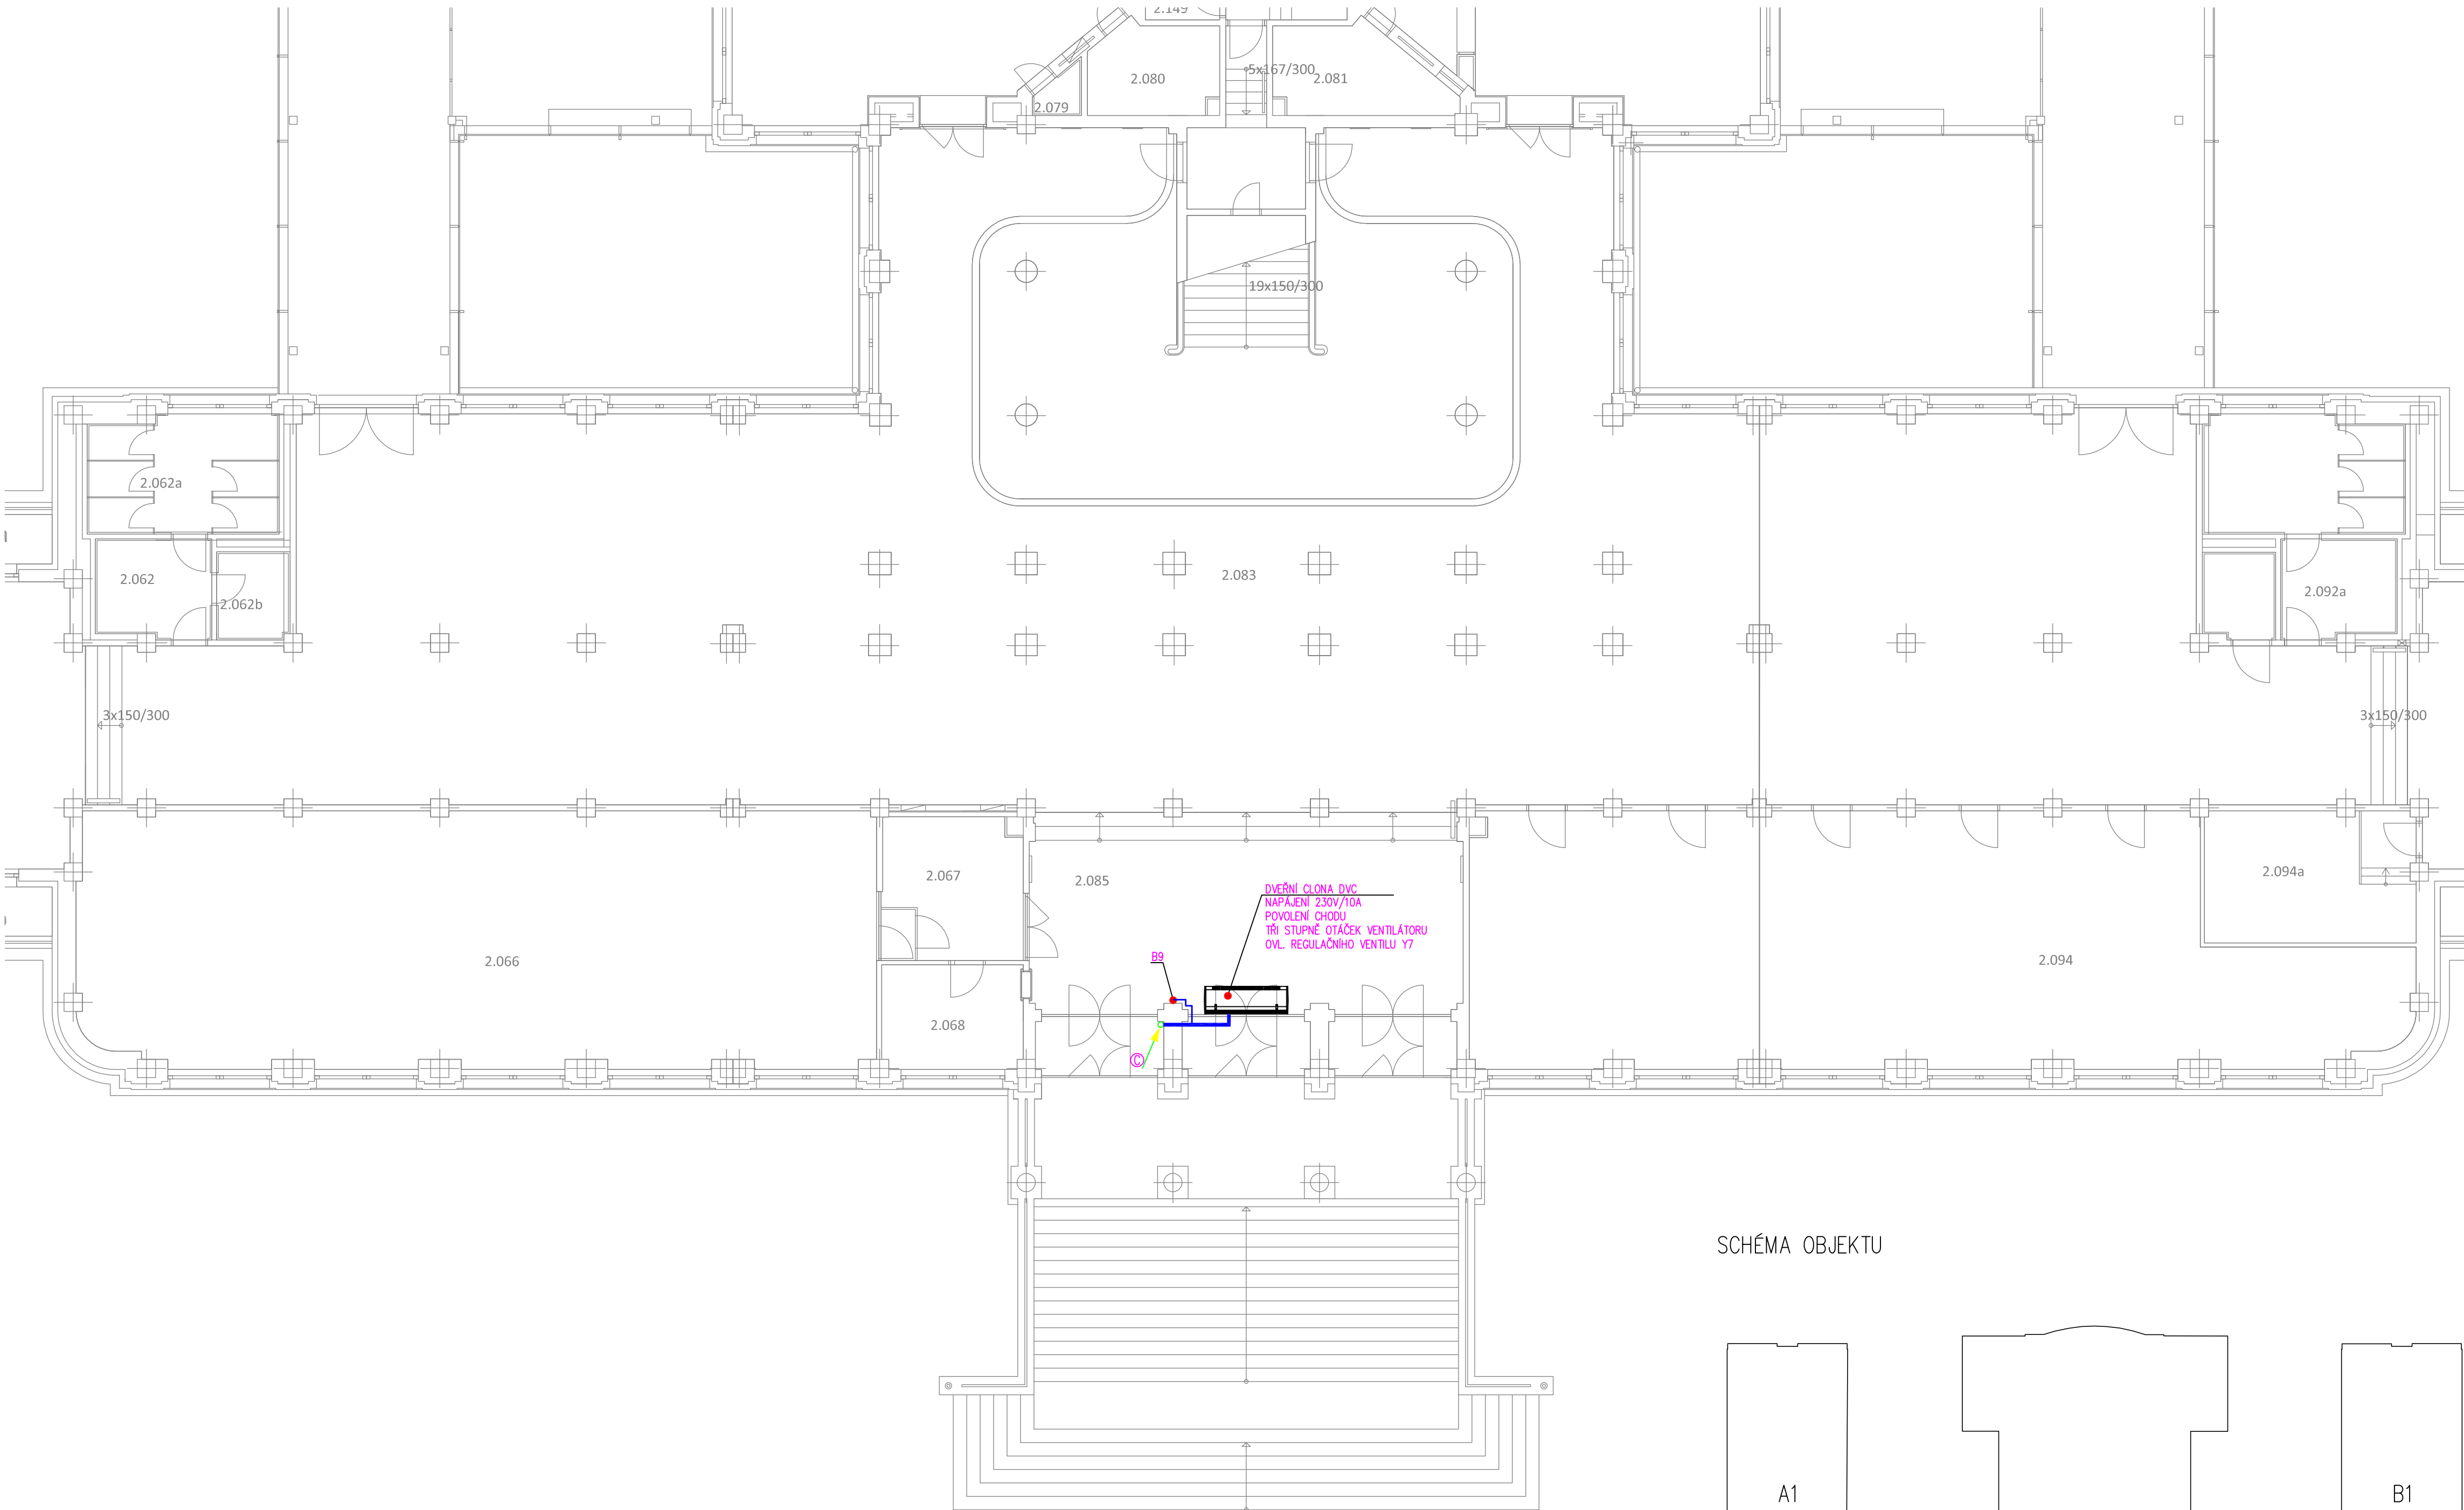 2.149
5x167/300
2.080
2.081
2.079
19x150/300
2.062a
2.083
2.062
2.092a
2.062b
3x150/300
3x150/300
2.067
2.085
2.094a
DVEŘNÍ CLONA DVC
NAPÁJENÍ 230V/10A
POVOLENÍ CHODU
TŘI STUPNĚ OTÁČEK VENTILÁTORU
OVL. REGULAČNÍHO VENTILU Y7
B9
2.066
2.094
2.068
C
SCHÉMA OBJEKTU
A1
B1